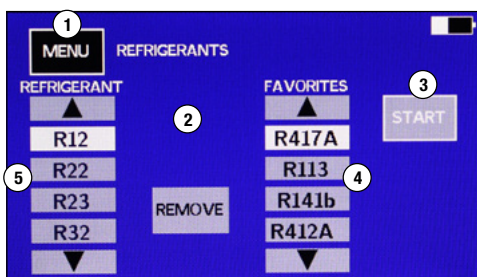 1
MENU REFRIGERANTS
REFRIGERANT FAVORITES 3
2 START
R12 R417A
R22 R113
5 4
R23 REMOVE R141b
R32 R412A